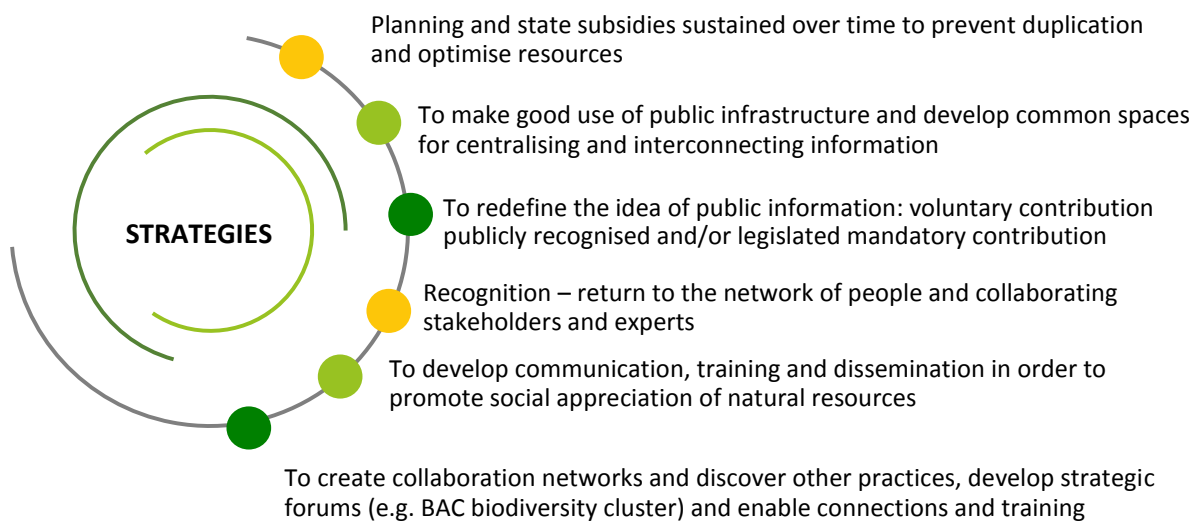 Planning and state subsidies sustained over time to prevent duplication
and optimise resources
To make good use of public infrastructure and develop common spaces
for centralising and interconnecting information
STRATEGIES
To redefine the idea of public information: voluntary contribution
publicly recognised and/or legislated mandatory contribution
Recognition – return to the network of people and collaborating
stakeholders and experts
To develop communication, training and dissemination in order to
promote social appreciation of natural resources
To create collaboration networks and discover other practices, develop strategic
forums (e.g. BAC biodiversity cluster) and enable connections and training